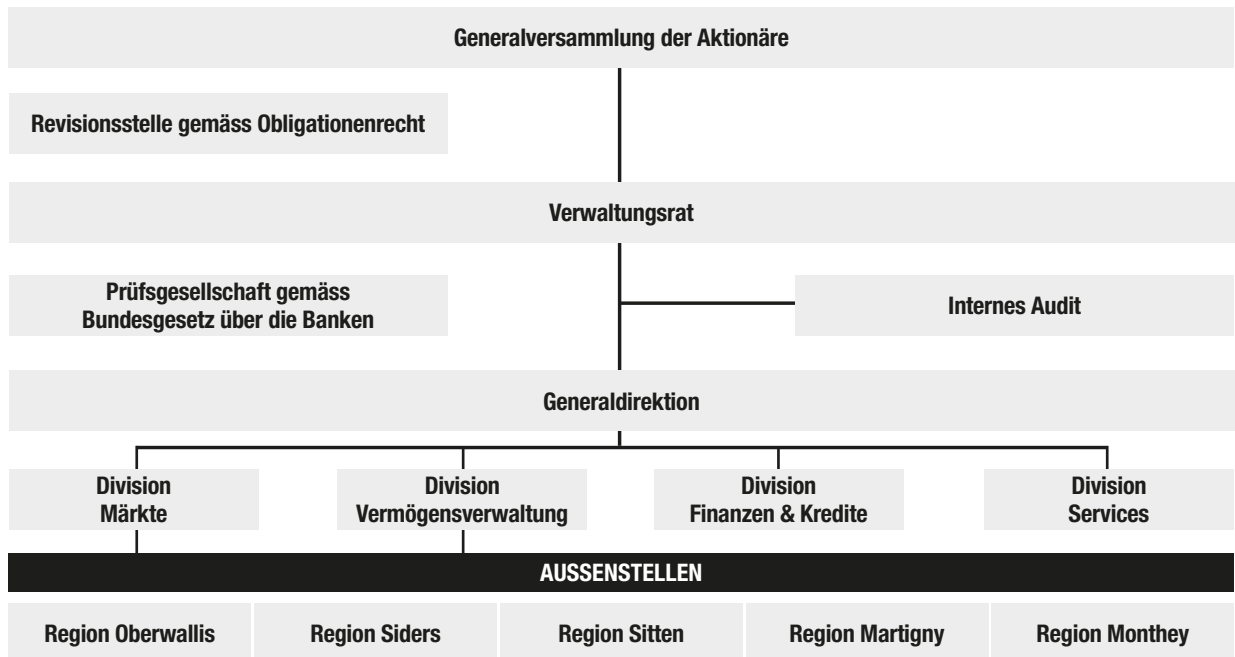 Generalversammlung der Aktionäre
Revisionsstelle gemäss Obligationenrecht
Verwaltungsrat
Prüfsgesellschaft gemäss
Bundesgesetz über die Banken
Internes Audit
Generaldirektion
Division
Märkte
Division
Vermögensverwaltung
Division
Finanzen & Kredite
Division
Services
AUSSENSTELLEN
Region Oberwallis
Region Siders
Region Sitten
Region Martigny
Region Monthey